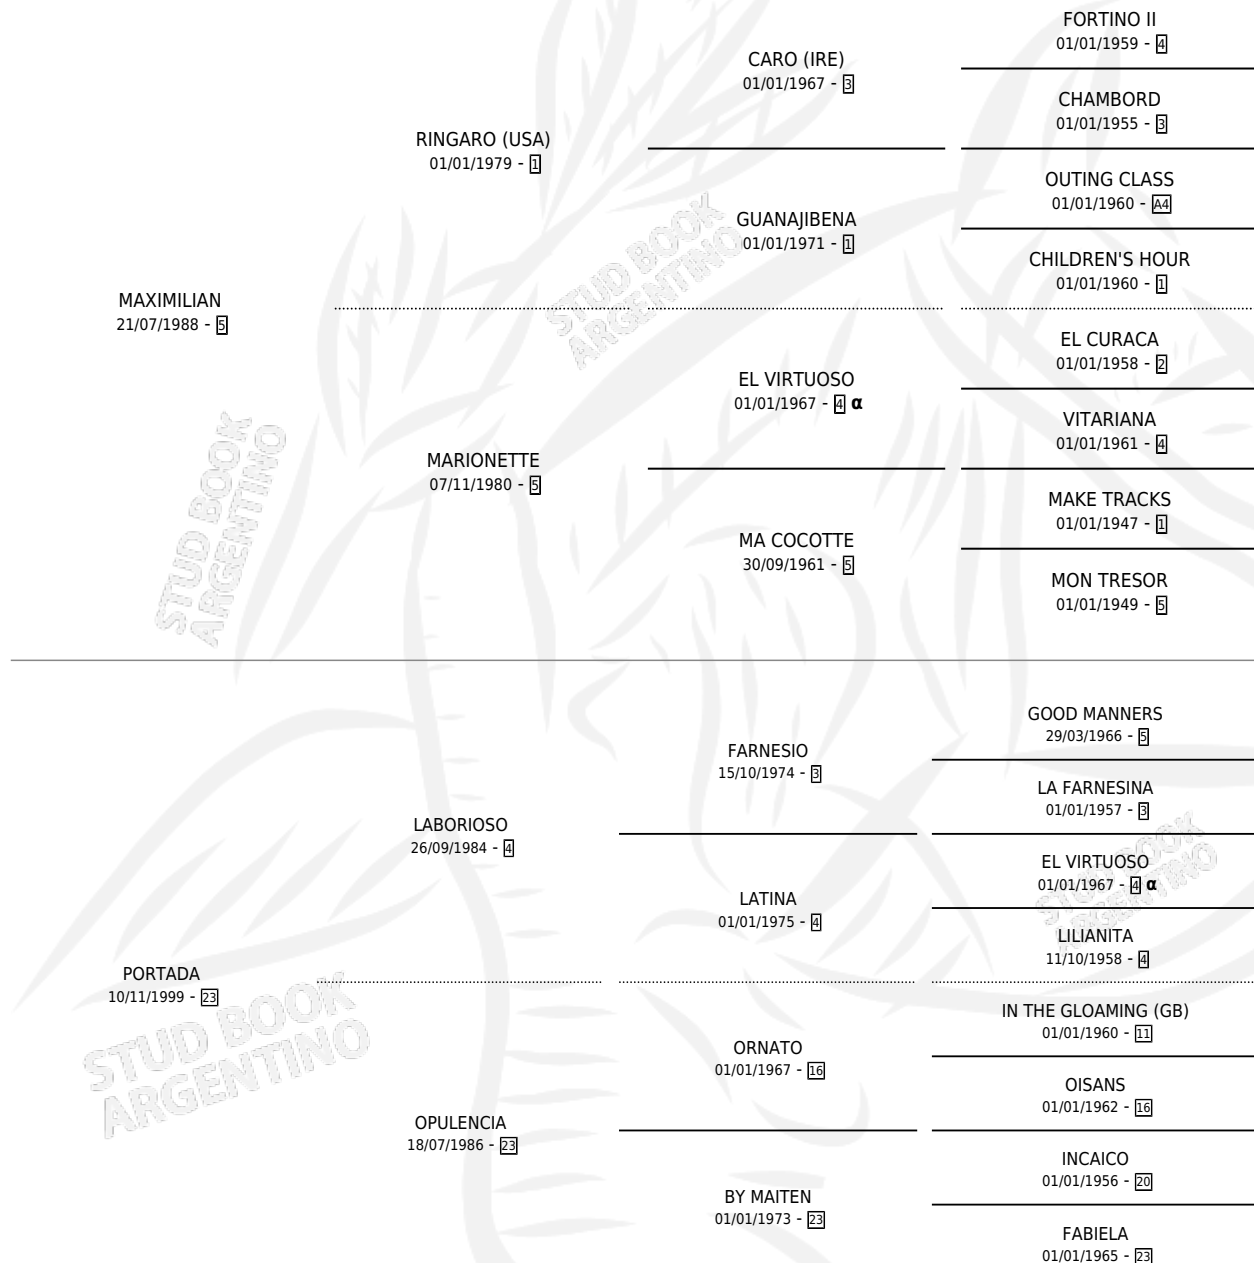 FORTINO II
01/01/1959 - 4
CARO (IRE)
01/01/1967 - 3
CHAMBORD
01/01/1955 - 3
RINGARO (USA)
01/01/1979 - 1
OUTING CLASS
01/01/1960 - A4
GUANAJIBENA
01/01/1971 - 1
CHILDREN'S HOUR
01/01/1960 - 1
MAXIMILIAN
21/07/1988 - 5
STUD BOOK
ARGENTINO
EL CURACA
01/01/1958 - 2
EL VIRTUOSO
01/01/1967 - 4 α
VITARIANA
01/01/1961 - 4
MARIONETTE
07/11/1980 - 5
STUD BOOK
ARGENTINO
MAKE TRACKS
01/01/1947 - 1
MA COCOTTE
30/09/1961 - 5
MON TRESOR
01/01/1949 - 5
GOOD MANNERS
29/03/1966 - 5
FARNESIO
15/10/1974 - 3
LA FARNESINA
01/01/1957 - 3
LABORIOSO
26/09/1984 - 4
EL VIRTUOSO
01/01/1967 - 4 α
STUD BOOK
ARGENTINO
LATINA
01/01/1975 - 4
LILIANITA
11/10/1958 - 4
PORTADA
10/11/1999 - 23
STUD BOOK
ARGENTINO
IN THE GLOAMING (GB)
01/01/1960 - 11
ORNATO
01/01/1967 - 16
OISANS
01/01/1962 - 16
OPULENCIA
18/07/1986 - 23
INCAICO
01/01/1956 - 20
BY MAITEN
01/01/1973 - 23
FABIELA
01/01/1965 - 23